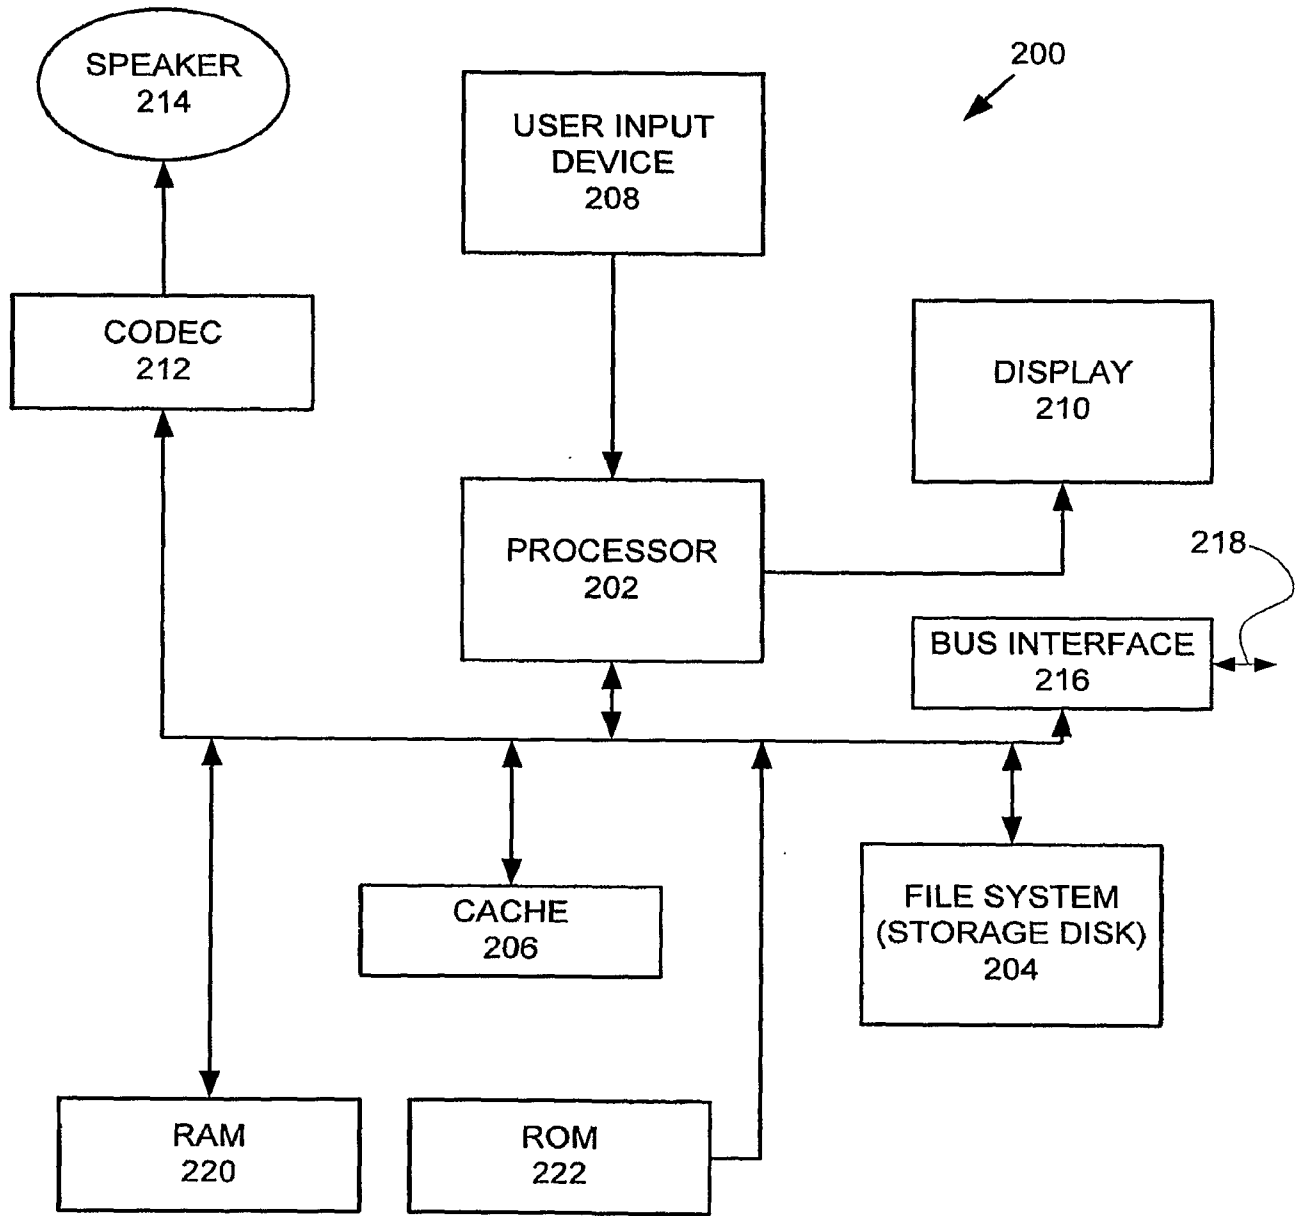 SPEAKER
214
200
USER INPUT
DEVICE
208
CODEC
212
DISPLAY
210
PROCESSOR
202
218
BUS INTERFACE
216
CACHE
206
FILE SYSTEM
(STORAGE DISK)
204
RAM
220
ROM
222